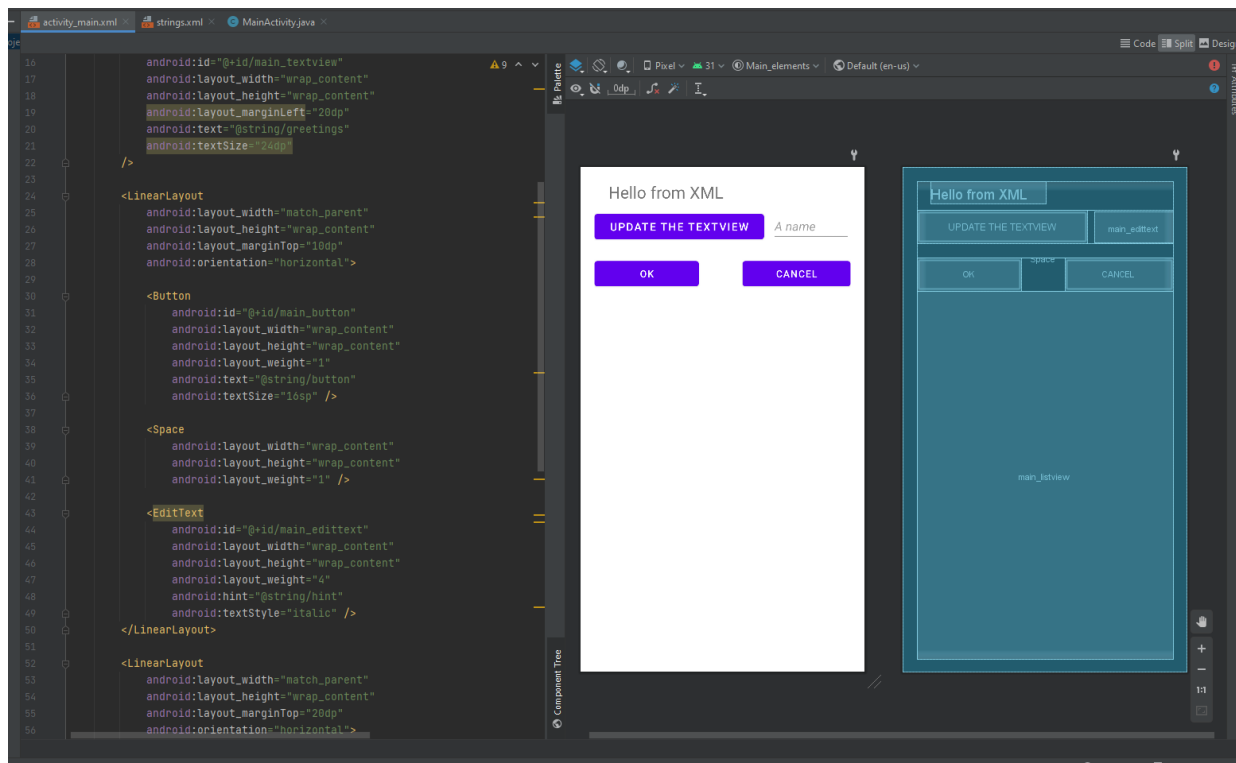 activity_main.xml strings.xml MainActivity.java
Code Split Desig
16 android:id="@+id/main_textview"
17 android:layout_width="wrap_content"
18 android:layout_height="wrap_content"
19 android:layout_marginLeft="20dp"
20 android:text="@string/greetings"
21 android:textSize="24dp"
22 />
23
24 <LinearLayout
25 android:layout_width="match_parent"
26 android:layout_height="wrap_content"
27 android:layout_marginTop="10dp"
28 android:orientation="horizontal">
29
30 <Button
31 android:id="@+id/main_button"
32 android:layout_width="wrap_content"
33 android:layout_height="wrap_content"
34 android:layout_weight="1"
35 android:text="@string/button"
36 android:textSize="16sp" />
37
38 <Space
39 android:layout_width="wrap_content"
40 android:layout_height="wrap_content"
41 android:layout_weight="1" />
42
43 <EditText
44 android:id="@+id/main_edittext"
45 android:layout_width="wrap_content"
46 android:layout_height="wrap_content"
47 android:layout_weight="4"
48 android:hint="@string/hint"
49 android:textStyle="italic" />
50 </LinearLayout>
51
52 <LinearLayout
53 android:layout_width="match_parent"
54 android:layout_height="wrap_content"
55 android:layout_marginTop="20dp"
56 android:orientation="horizontal">
9
Palette
Component Tree
Pixel 31 Main_elements Default (en-us)
0dp
Attributes
Hello from XML
UPDATE THE TEXTVIEW A name
OK CANCEL
Hello from XML
UPDATE THE TEXTVIEW main_edittext
Space
OK CANCEL
main_listview
1:1